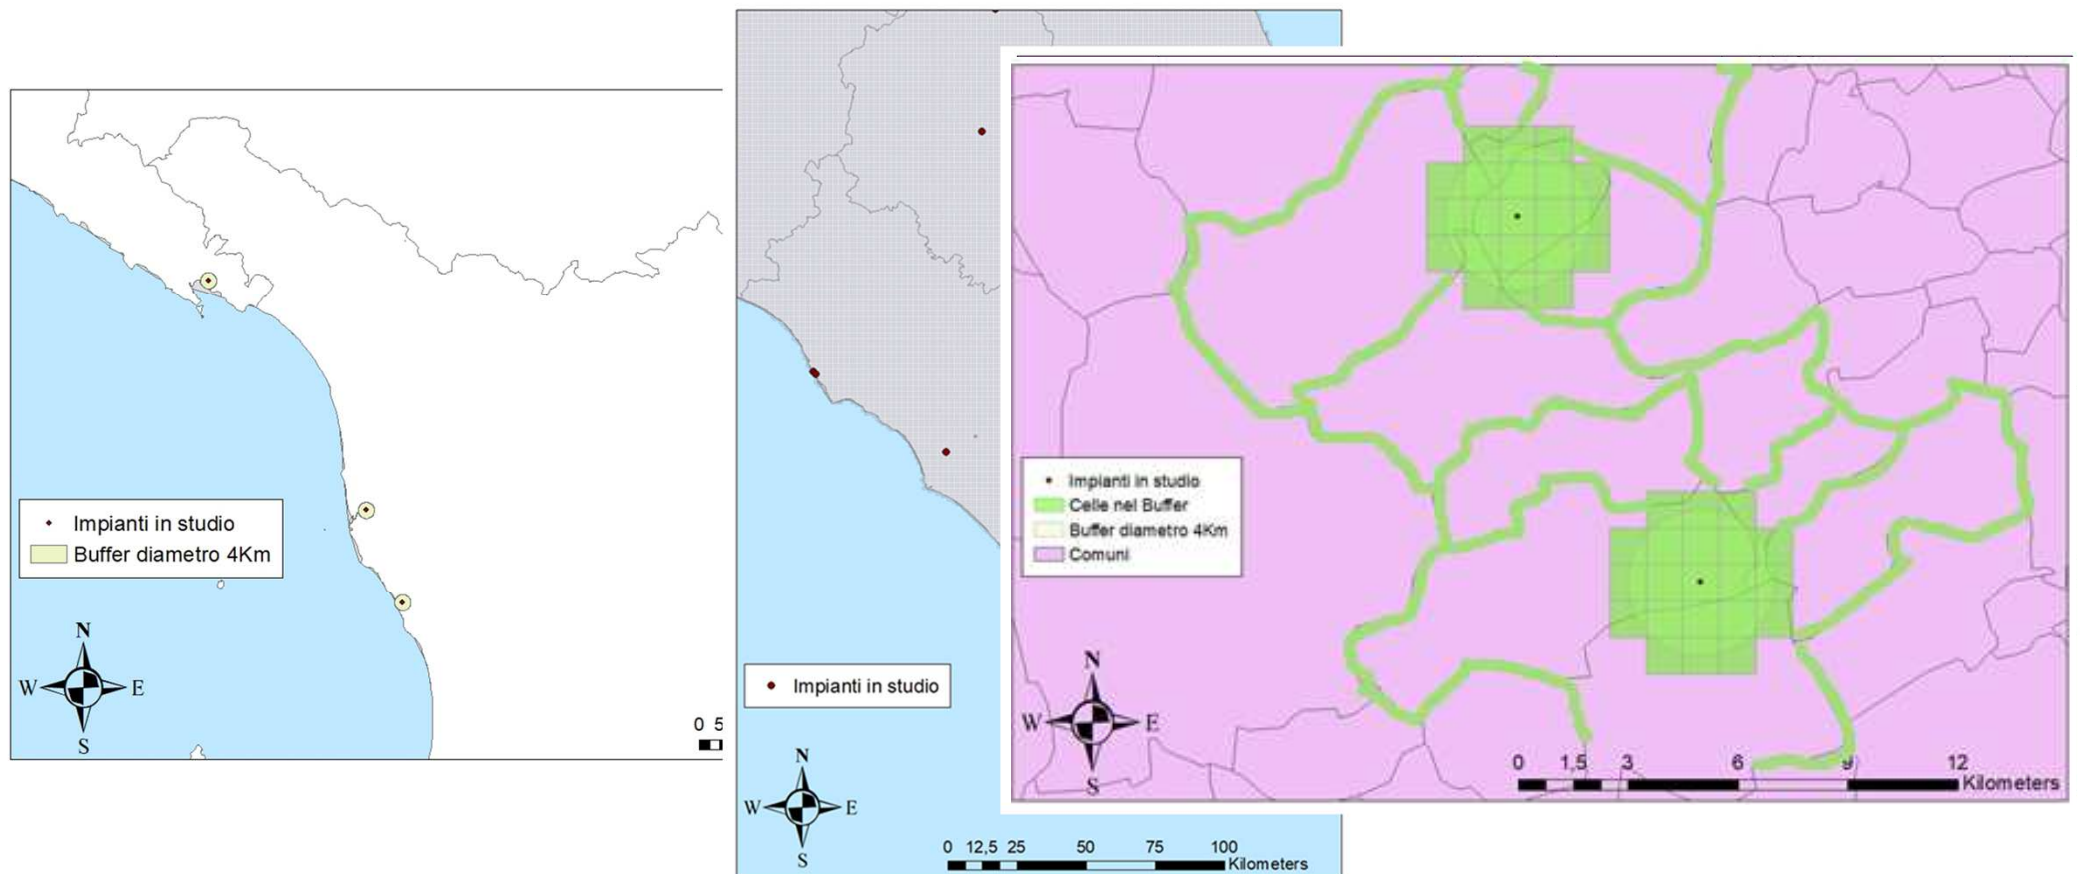 Impianti in studio
Buffer diametro 4Km
N
W
E
S
0 5
Impianti in studio
N
W
E
S
0 12,5 25 50 75 100
Kilometers
Impianti in studio
Celle nel Buffer
Buffer diametro 4Km
Comuni
N
W
E
S
0 1,5 3 6 9 12
Kilometers